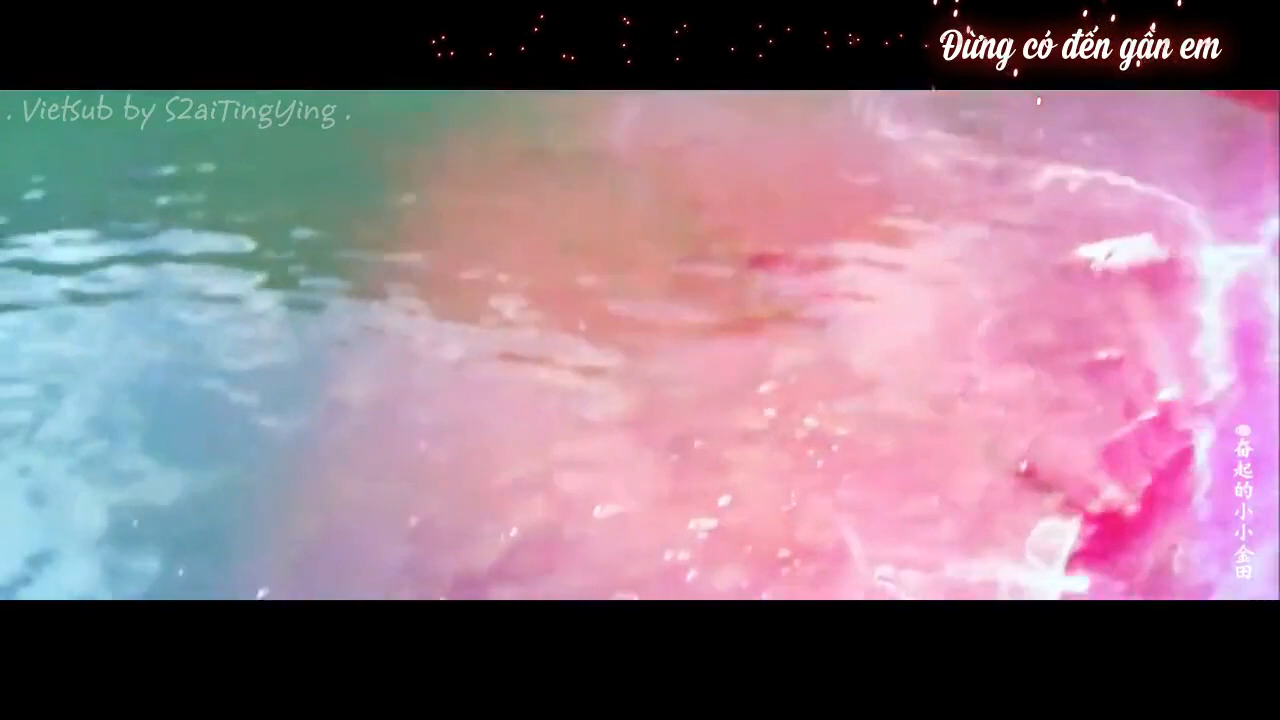 Đừng có đến gần em
. Vietsub by S2aiTingYing .
奋起的小小金田